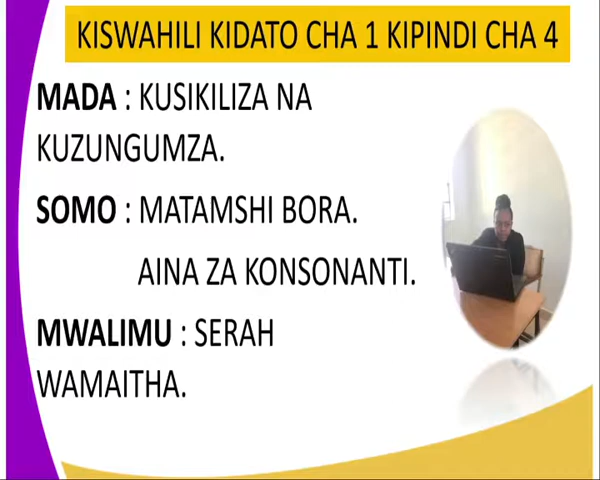 KISWAHILI KIDATO CHA 1 KIPINDI CHA 4
MADA : KUSIKILIZA NA
KUZUNGUMZA.
SOMO : MATAMSHI BORA.
AINA ZA KONSONANTI.
MWALIMU : SERAH
WAMAITHA.